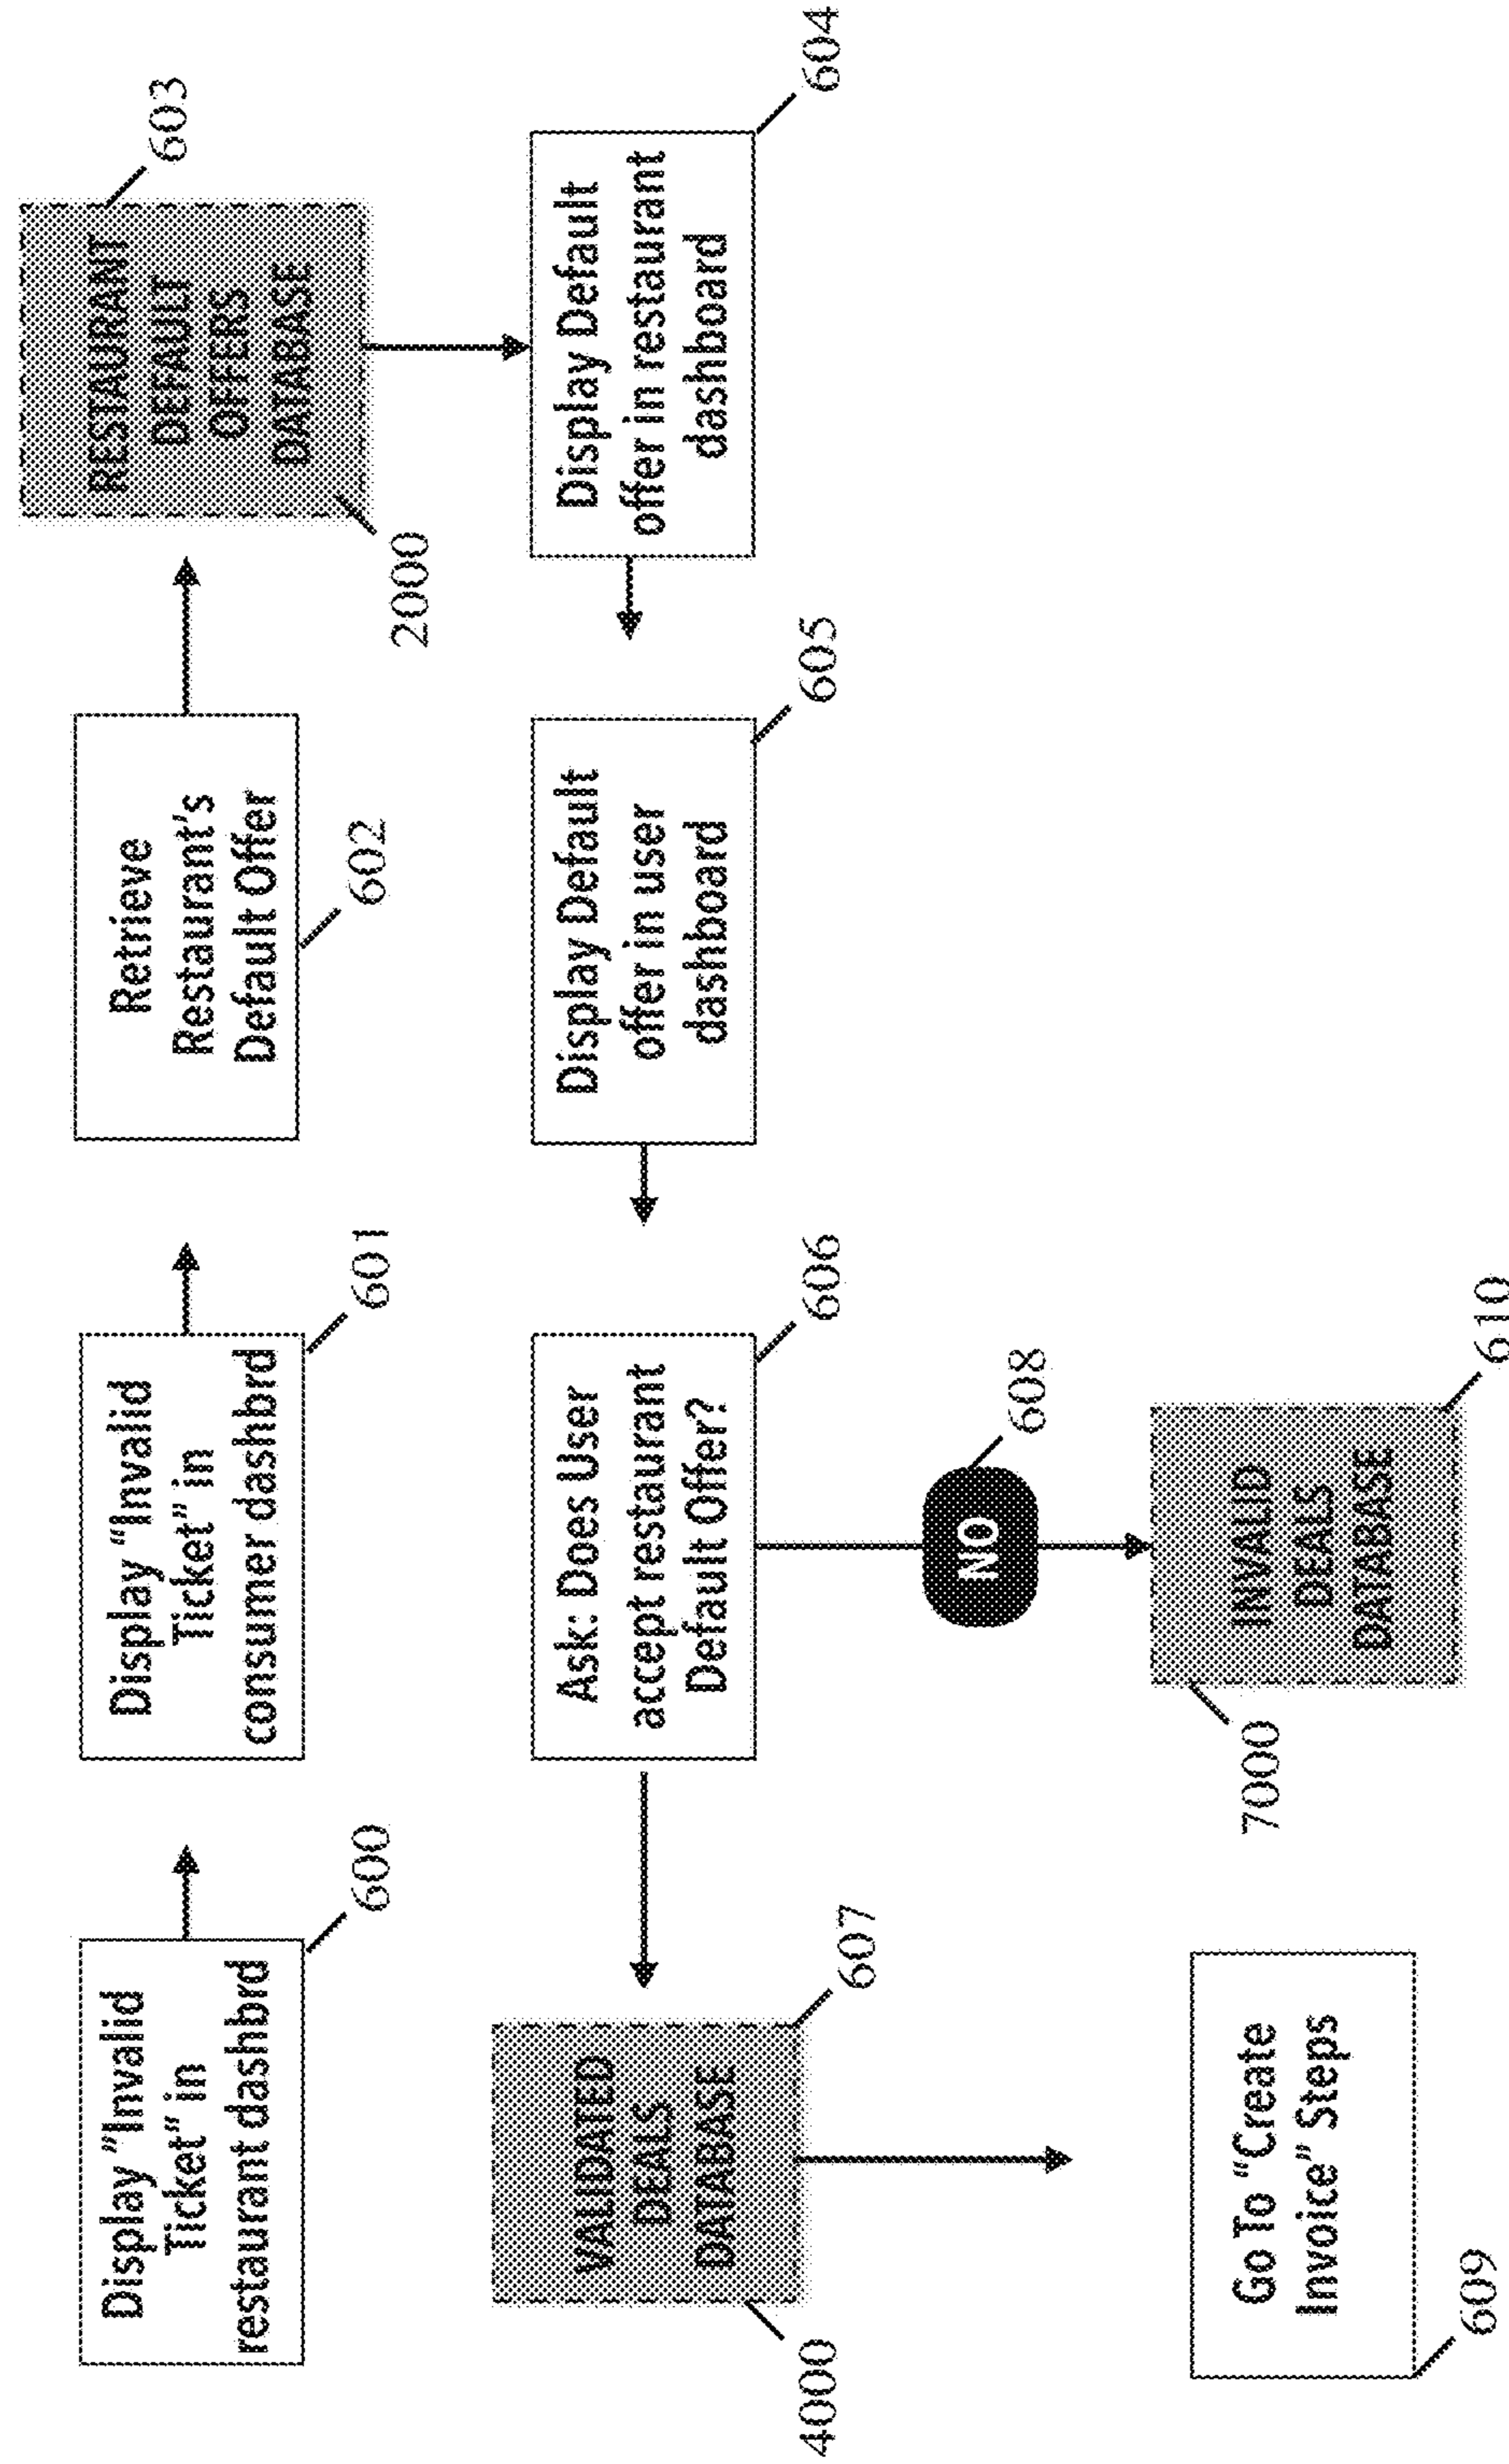 Display "Invalid
Ticket" in
restaurant dashbrd
600
Display "Invalid
Ticket" in
consumer dashbrd
601
Retrieve
Restaurant's
Default Offer
602
RESTAURANT
DEFAULT
OFFERS
DATABASE
603
2000
Display Default
offer in restaurant
dashboard
604
Display Default
offer in user
dashboard
605
Ask: Does User
accept restaurant
Default Offer?
606
VALIDATED
DEALS
DATABASE
607
4000
NO
608
Go To "Create
Invoice" Steps
609
INVALID
DEALS
DATABASE
610
7000